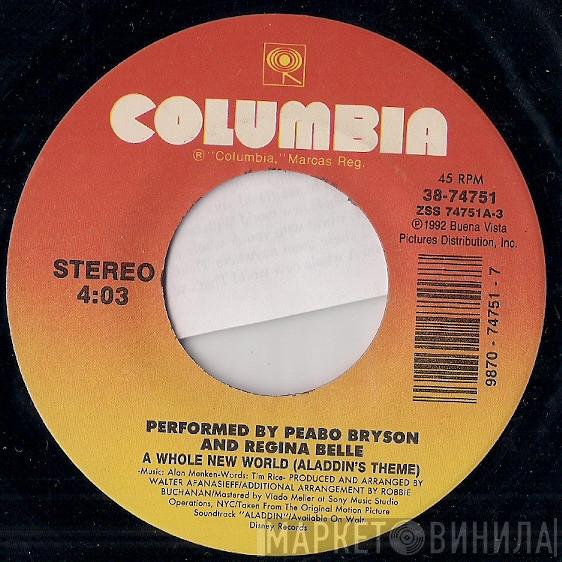 COLUMBIA
® "Columbia," Marcas Reg.
45 RPM
38-74751
ZSS 74751A-3
℗ 1992 Buena Vista
Pictures Distribution, Inc.
STEREO
4:03
9870 - 74751 - 7
PERFORMED BY PEABO BRYSON
AND REGINA BELLE
A WHOLE NEW WORLD (ALADDIN'S THEME)
-Music: Alan Menken-Words: Tim Rice- PRODUCED AND ARRANGED BY
WALTER AFANASIEFF/ADDITIONAL ARRANGEMENT BY ROBBIE
BUCHANAN/Mastered by Vlado Meller at Sony Music Studio
Operations, NYC/Taken From The Original Motion Picture
Soundtrack "ALADDIN"/Available On Walt
Disney Records
МАРКЕТ ВИНИЛА